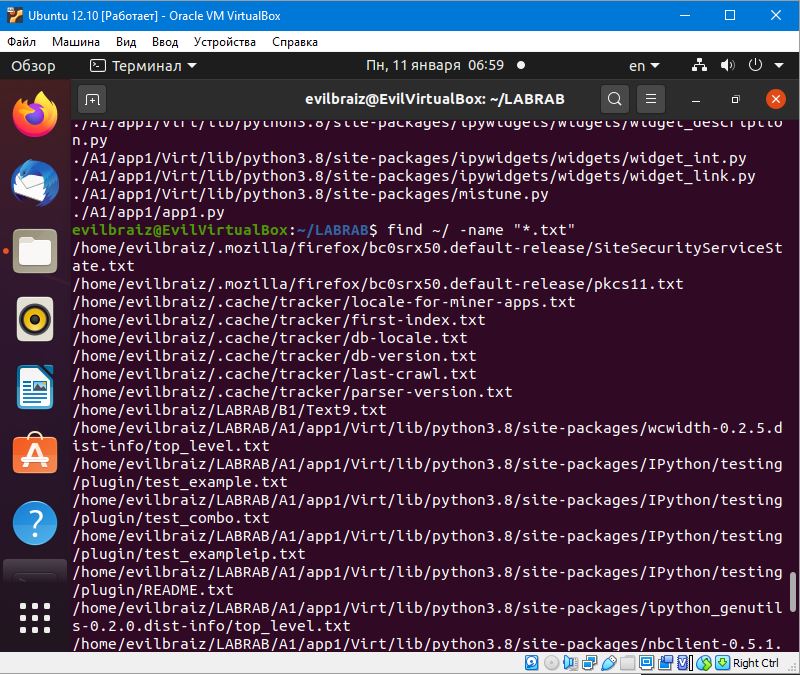 Ubuntu 12.10 [Работает] - Oracle VM VirtualBox
Файл Машина Вид Ввод Устройства Справка
Обзор Терминал Пн, 11 января 06:59 en
evilbraiz@EvilVirtualBox: ~/LABRAB
./A1/app1/Virt/lib/python3.8/site-packages/ipywidgets/widgets/widget_descriptio
n.py
./A1/app1/Virt/lib/python3.8/site-packages/ipywidgets/widgets/widget_int.py
./A1/app1/Virt/lib/python3.8/site-packages/ipywidgets/widgets/widget_link.py
./A1/app1/Virt/lib/python3.8/site-packages/mistune.py
./A1/app1/app1.py
evilbraiz@EvilVirtualBox:~/LABRAB$ find ~/ -name "*.txt"
/home/evilbraiz/.mozilla/firefox/bc0srx50.default-release/SiteSecurityServiceSt
ate.txt
/home/evilbraiz/.mozilla/firefox/bc0srx50.default-release/pkcs11.txt
/home/evilbraiz/.cache/tracker/locale-for-miner-apps.txt
/home/evilbraiz/.cache/tracker/first-index.txt
/home/evilbraiz/.cache/tracker/db-locale.txt
/home/evilbraiz/.cache/tracker/db-version.txt
/home/evilbraiz/.cache/tracker/last-crawl.txt
/home/evilbraiz/.cache/tracker/parser-version.txt
/home/evilbraiz/LABRAB/B1/Text9.txt
/home/evilbraiz/LABRAB/A1/app1/Virt/lib/python3.8/site-packages/wcwidth-0.2.5.d
ist-info/top_level.txt
/home/evilbraiz/LABRAB/A1/app1/Virt/lib/python3.8/site-packages/IPython/testing
/plugin/test_example.txt
/home/evilbraiz/LABRAB/A1/app1/Virt/lib/python3.8/site-packages/IPython/testing
/plugin/test_combo.txt
/home/evilbraiz/LABRAB/A1/app1/Virt/lib/python3.8/site-packages/IPython/testing
/plugin/test_exampleip.txt
/home/evilbraiz/LABRAB/A1/app1/Virt/lib/python3.8/site-packages/IPython/testing
/plugin/README.txt
/home/evilbraiz/LABRAB/A1/app1/Virt/lib/python3.8/site-packages/ipython_genutil
s-0.2.0.dist-info/top_level.txt
/home/evilbraiz/LABRAB/A1/app1/Virt/lib/python3.8/site-packages/nbclient-0.5.1.
Right Ctrl